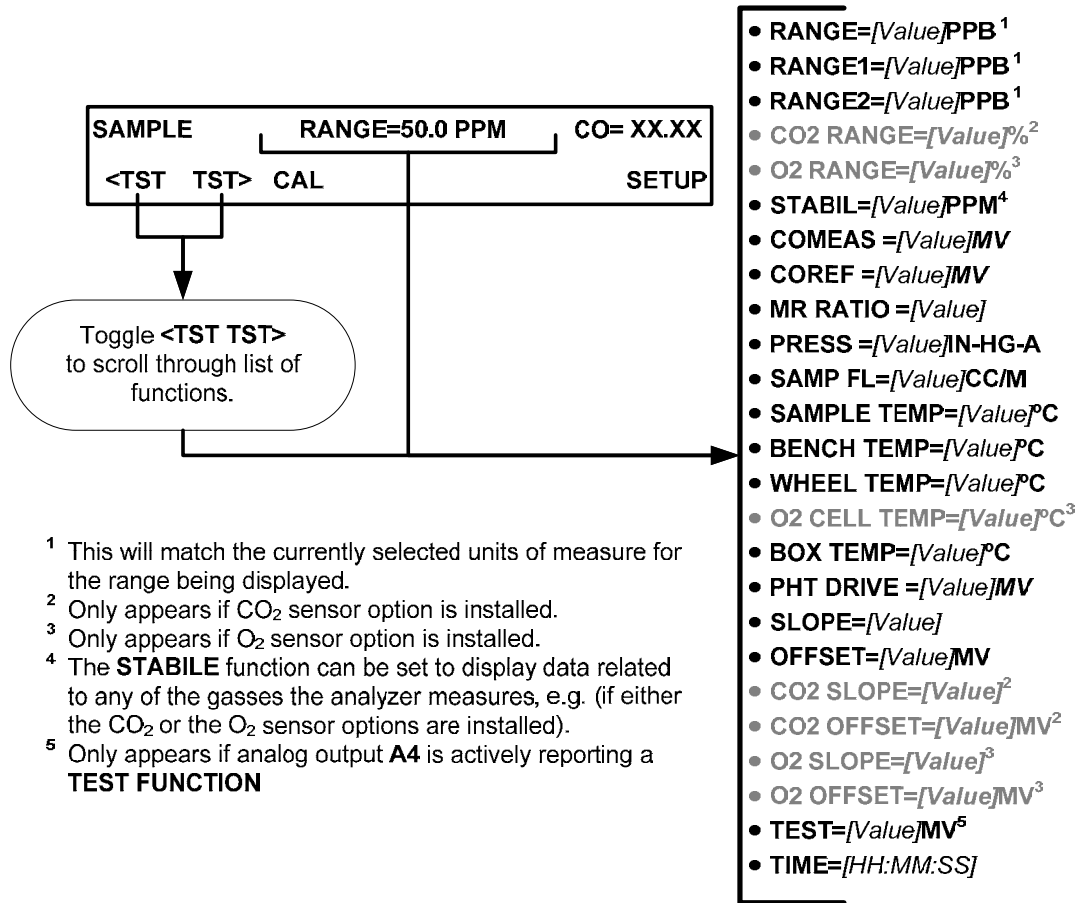 SAMPLE RANGE=50.0 PPM CO= XX.XX
<TST TST> CAL SETUP
Toggle <TST TST>
to scroll through list of
functions.
• RANGE=[Value]PPB¹
• RANGE1=[Value]PPB¹
• RANGE2=[Value]PPB¹
• CO2 RANGE=[Value]%²
• O2 RANGE=[Value]%³
• STABIL=[Value]PPM⁴
• COMEAS =[Value]MV
• COREF =[Value]MV
• MR RATIO =[Value]
• PRESS =[Value]IN-HG-A
• SAMP FL=[Value]CC/M
• SAMPLE TEMP=[Value]ºC
• BENCH TEMP=[Value]ºC
• WHEEL TEMP=[Value]ºC
• O2 CELL TEMP=[Value]ºC³
• BOX TEMP=[Value]ºC
• PHT DRIVE =[Value]MV
• SLOPE=[Value]
• OFFSET=[Value]MV
• CO2 SLOPE=[Value]²
• CO2 OFFSET=[Value]MV²
• O2 SLOPE=[Value]³
• O2 OFFSET=[Value]MV³
• TEST=[Value]MV⁵
• TIME=[HH:MM:SS]
¹ This will match the currently selected units of measure for
the range being displayed.
² Only appears if CO₂ sensor option is installed.
³ Only appears if O₂ sensor option is installed.
⁴ The STABILE function can be set to display data related
to any of the gasses the analyzer measures, e.g. (if either
the CO₂ or the O₂ sensor options are installed).
⁵ Only appears if analog output A4 is actively reporting a
TEST FUNCTION